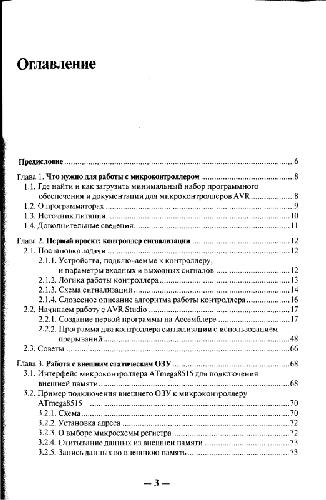 Оглавление
Предисловие 6
Глава 1. Что нужно для работы с микроконтроллером 8
1.1. Где найти и как загрузить минимальный набор программного
обеспечения и документации для микроконтроллеров AVR 8
1.2. О программаторах 9
1.3. Источник питания 10
1.4. Дополнительные сведения 11
Глава 2. Первый проект: контроллер сигнализации 12
2.1. Постановка задачи 12
2.1.1. Устройства, подключаемые к контроллеру,
и параметры входных и выходных сигналов 12
2.1.2. Логика работы контроллера 13
2.1.3. Схема сигнализации 14
2.1.4. Словесное описание алгоритма работы контроллера 16
2.2. Начинаем работу с AVR Studio 17
2.2.1. Создание первой программы на Ассемблере 17
2.2.2. Программа для контроллера сигнализации с использованием
прерываний 48
2.3. Советы 66
Глава 3. Работа с внешним статическим ОЗУ 68
3.1. Интерфейс микроконтроллера ATmega8515 для подключения
внешней памяти 68
3.2. Пример подключения внешнего ОЗУ к микроконтроллеру
ATmega8515 70
3.2.1. Схема 70
3.2.2. Установка адреса 72
3.2.3. О выборе микросхемы регистра 72
3.2.4. Считывание данных из внешней памяти 73
3.2.5. Запись данных во внешнюю память 73
— 3 —